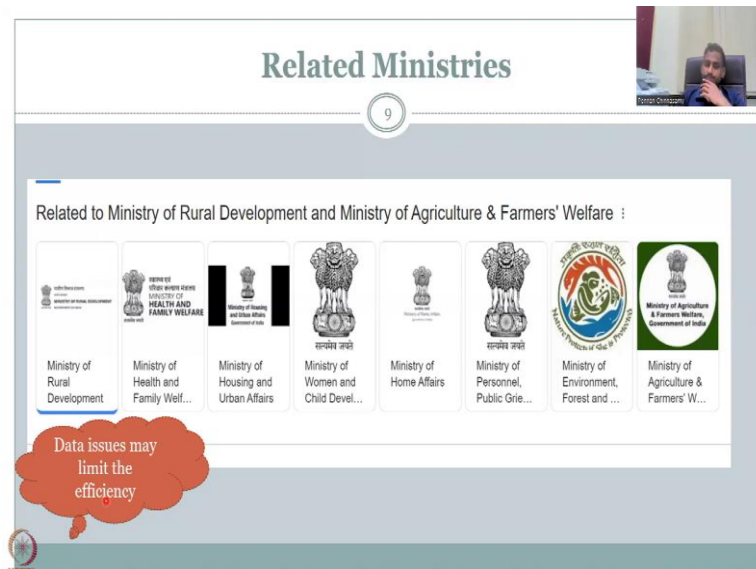 Related Ministries
Pennan Chinnasamy
9
Related to Ministry of Rural Development and Ministry of Agriculture & Farmers' Welfare
MINISTRY OF RURAL DEVELOPMENT
MINISTRY OF
HEALTH AND
FAMILY WELFARE
Ministry of Housing
and Urban Affairs
Government of India
सत्यमेव जयते
सत्यमेव जयते
Ministry of Agriculture
& Farmers Welfare,
Government of India
Ministry of
Rural
Development
Ministry of
Health and
Family Welf...
Ministry of
Housing and
Urban Affairs
Ministry of
Women and
Child Devel...
Ministry of
Home Affairs
Ministry of
Personnel,
Public Grie...
Ministry of
Environment,
Forest and ...
Ministry of
Agriculture &
Farmers' W...
Data issues may
limit the
efficiency